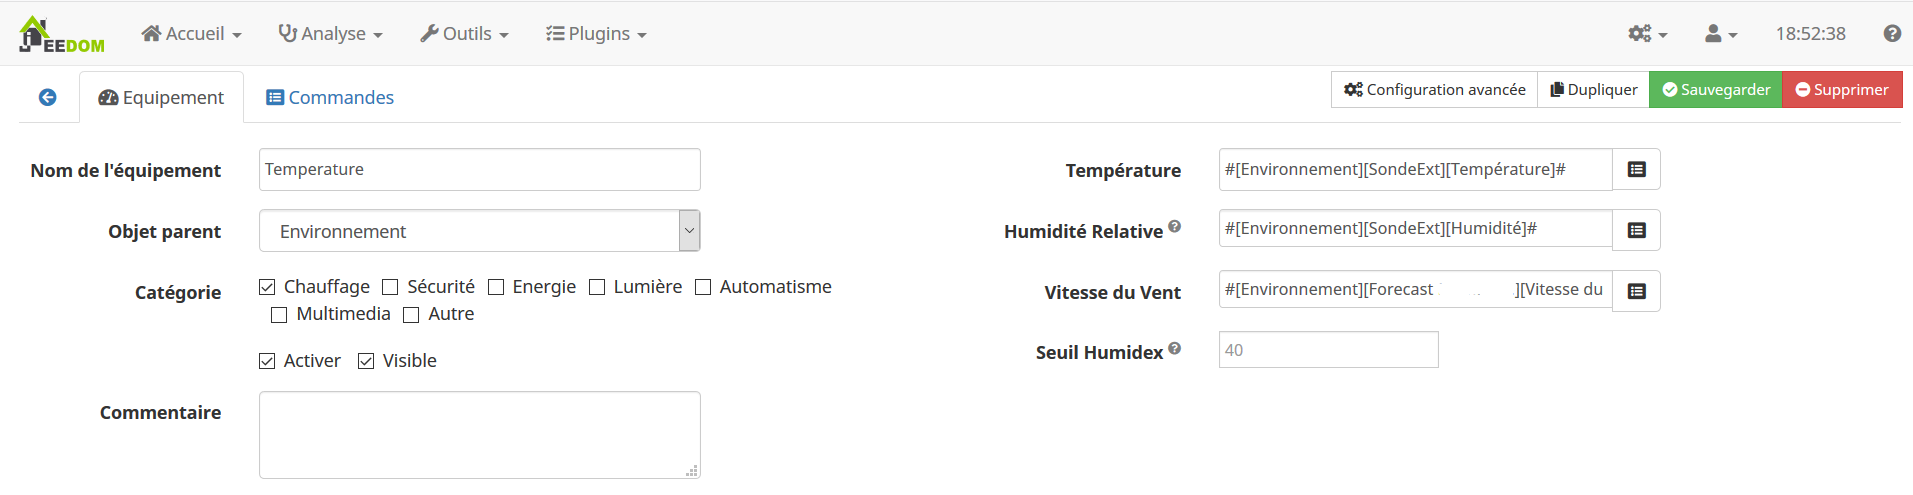 JEEDOM Accueil Analyse Outils Plugins 18:52:38
Equipement Commandes Configuration avancée Dupliquer Sauvegarder Supprimer
Nom de l'équipement Temperature
Objet parent Environnement
Catégorie Chauffage Sécurité Energie Lumière Automatisme
Multimedia Autre
Activer Visible
Commentaire
Température #[Environnement][SondeExt][Température]#
Humidité Relative #[Environnement][SondeExt][Humidité]#
Vitesse du Vent #[Environnement][Forecast ][Vitesse du
Seuil Humidex 40